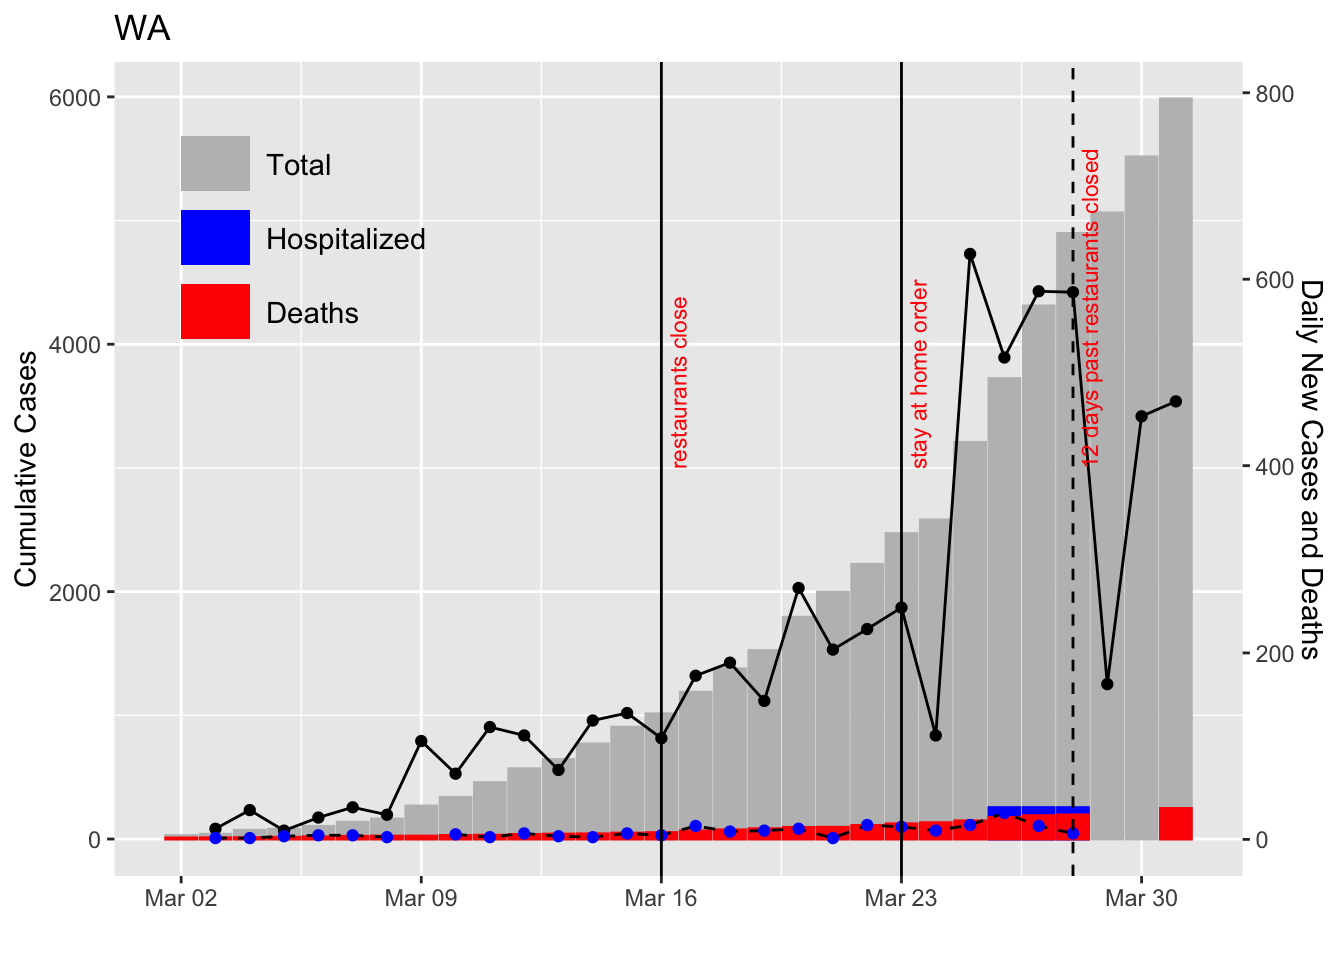 WA
6000
4000
2000
0
Cumulative Cases
Total
Hospitalized
Deaths
restaurants close
stay at home order
12 days past restaurants closed
800
600
400
200
0
Daily New Cases and Deaths
Mar 02
Mar 09
Mar 16
Mar 23
Mar 30